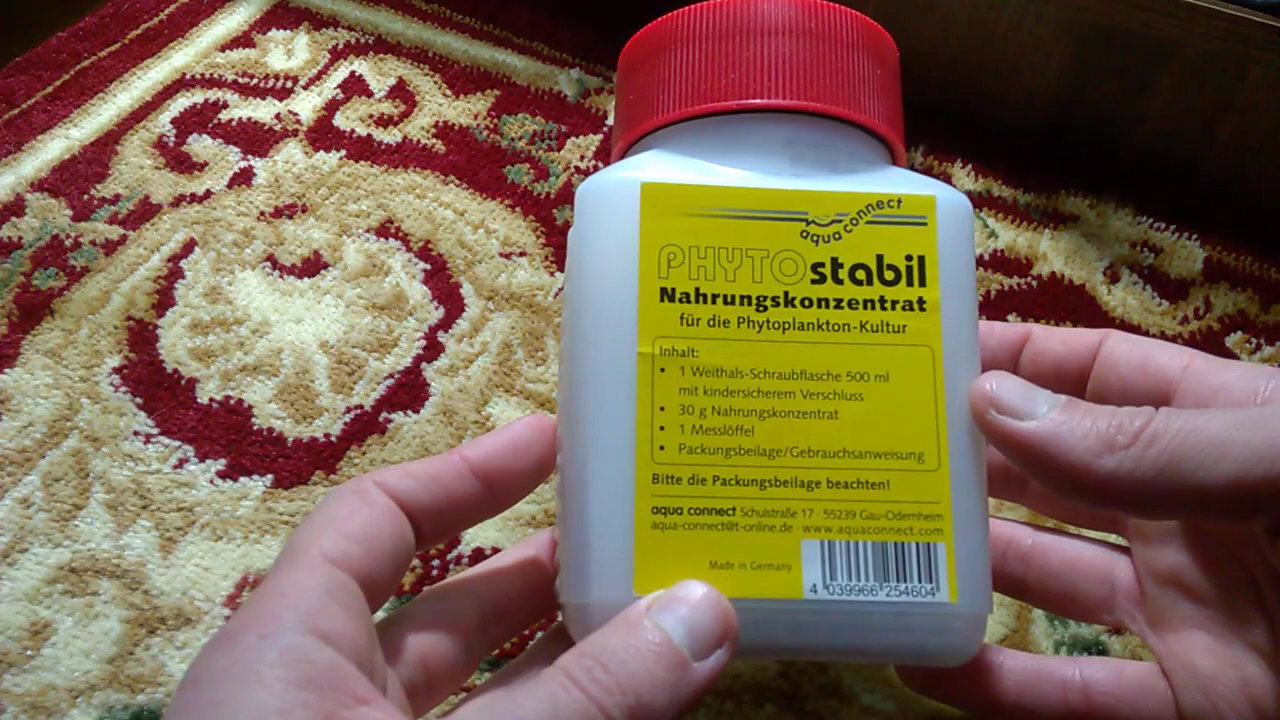 aqua connect
PHYTOstabil
Nahrungskonzentrat
für die Phytoplankton-Kultur
Inhalt:
• 1 Weithals-Schraubflasche 500 ml
mit kindersicherem Verschluss
• 30 g Nahrungskonzentrat
• 1 Messlöffel
• Packungsbeilage/Gebrauchsanweisung
Bitte die Packungsbeilage beachten!
aqua connect Schulstraße 17 · 55239 Gau-Odernheim
aqua-connect@t-online.de · www.aquaconnect.com
Made in Germany
4 039966 254604